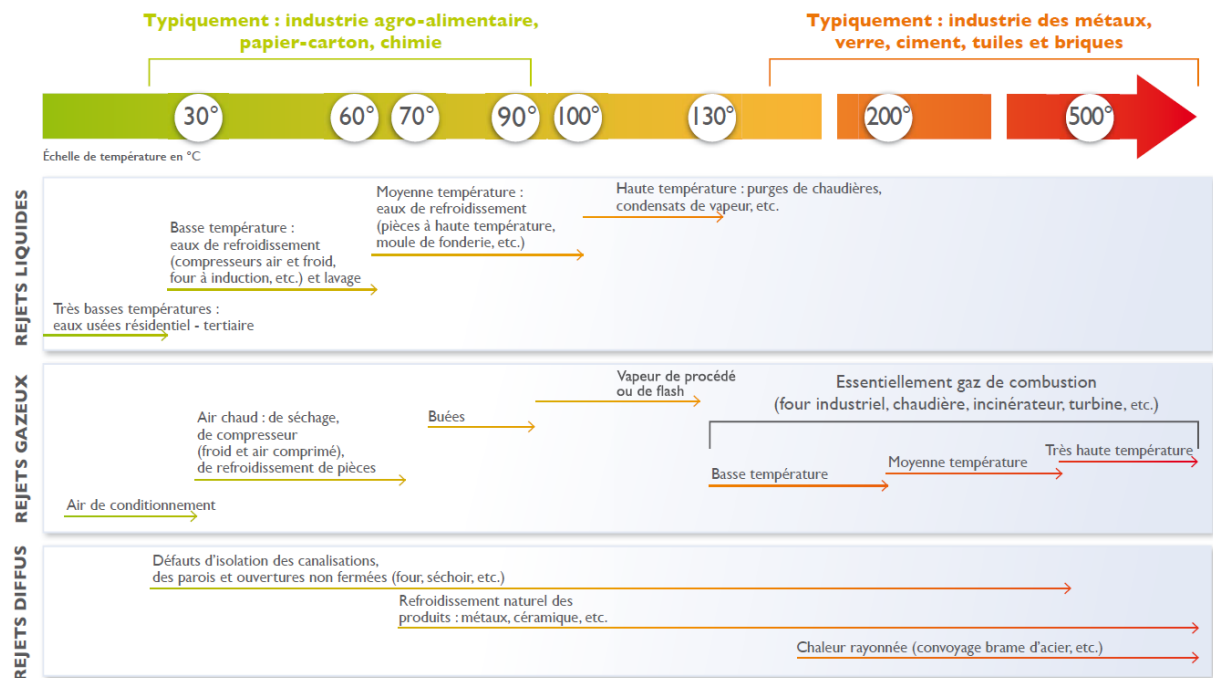 Typiquement : industrie agro-alimentaire,
papier-carton, chimie
Typiquement : industrie des métaux,
verre, ciment, tuiles et briques
30° 60° 70° 90° 100° 130° 200° 500°
Échelle de température en °C
REJETS LIQUIDES
Haute température : purges de chaudières,
condensats de vapeur, etc.
Moyenne température :
eaux de refroidissement
(pièces à haute température,
moule de fonderie, etc.)
Basse température :
eaux de refroidissement
(compresseurs air et froid,
four à induction, etc.) et lavage
Très basses températures :
eaux usées résidentiel - tertiaire
REJETS GAZEUX
Vapeur de procédé
ou de flash
Essentiellement gaz de combustion
(four industriel, chaudière, incinérateur, turbine, etc.)
Air chaud : de séchage,
de compresseur
(froid et air comprimé),
de refroidissement de pièces
Buées
Très haute température
Moyenne température
Basse température
Air de conditionnement
REJETS DIFFUS
Défauts d'isolation des canalisations,
des parois et ouvertures non fermées (four, séchoir, etc.)
Refroidissement naturel des
produits : métaux, céramique, etc.
Chaleur rayonnée (convoyage brame d'acier, etc.)